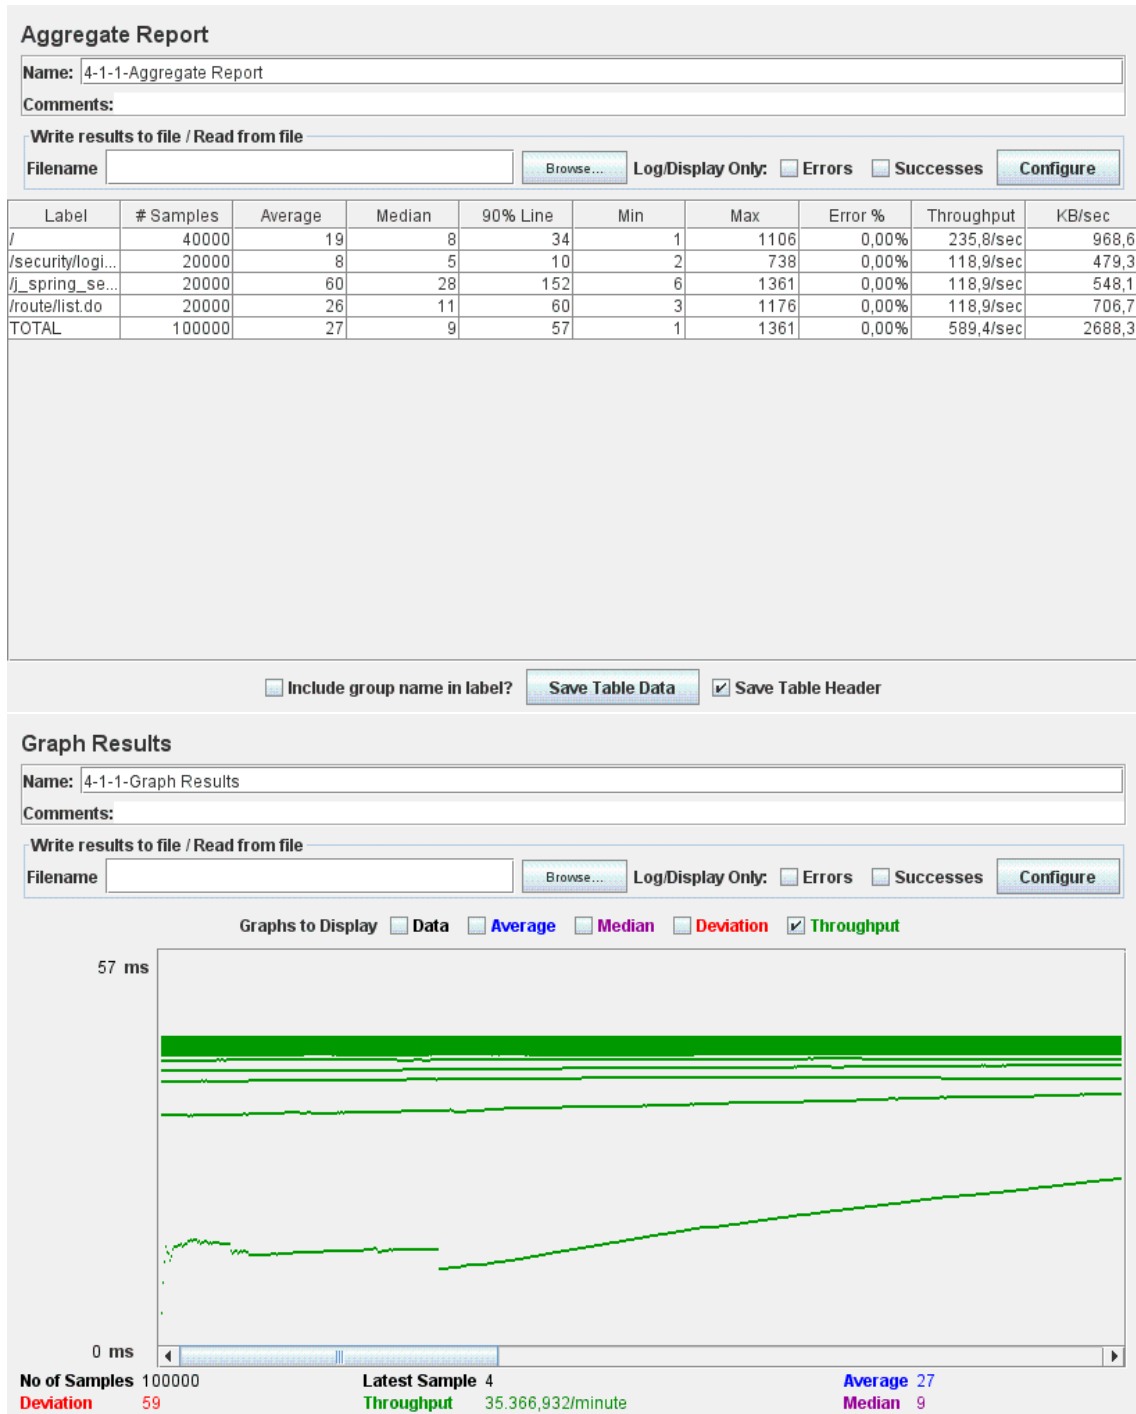 Aggregate Report
Name: 4-1-1-Aggregate Report
Comments:
Write results to file / Read from file
Filename Browse... Log/Display Only: Errors Successes Configure
Label # Samples Average Median 90% Line Min Max Error % Throughput KB/sec
/ 40000 19 8 34 1 1106 0,00% 235,8/sec 968,6
/security/logi... 20000 8 5 10 2 738 0,00% 118,9/sec 479,3
/j_spring_se... 20000 60 28 152 6 1361 0,00% 118,9/sec 548,1
/route/list.do 20000 26 11 60 3 1176 0,00% 118,9/sec 706,7
TOTAL 100000 27 9 57 1 1361 0,00% 589,4/sec 2688,3
Include group name in label? Save Table Data Save Table Header
Graph Results
Name: 4-1-1-Graph Results
Comments:
Write results to file / Read from file
Filename Browse... Log/Display Only: Errors Successes Configure
Graphs to Display Data Average Median Deviation Throughput
57 ms
0 ms
No of Samples 100000 Latest Sample 4 Average 27
Deviation 59 Throughput 35.366,932/minute Median 9